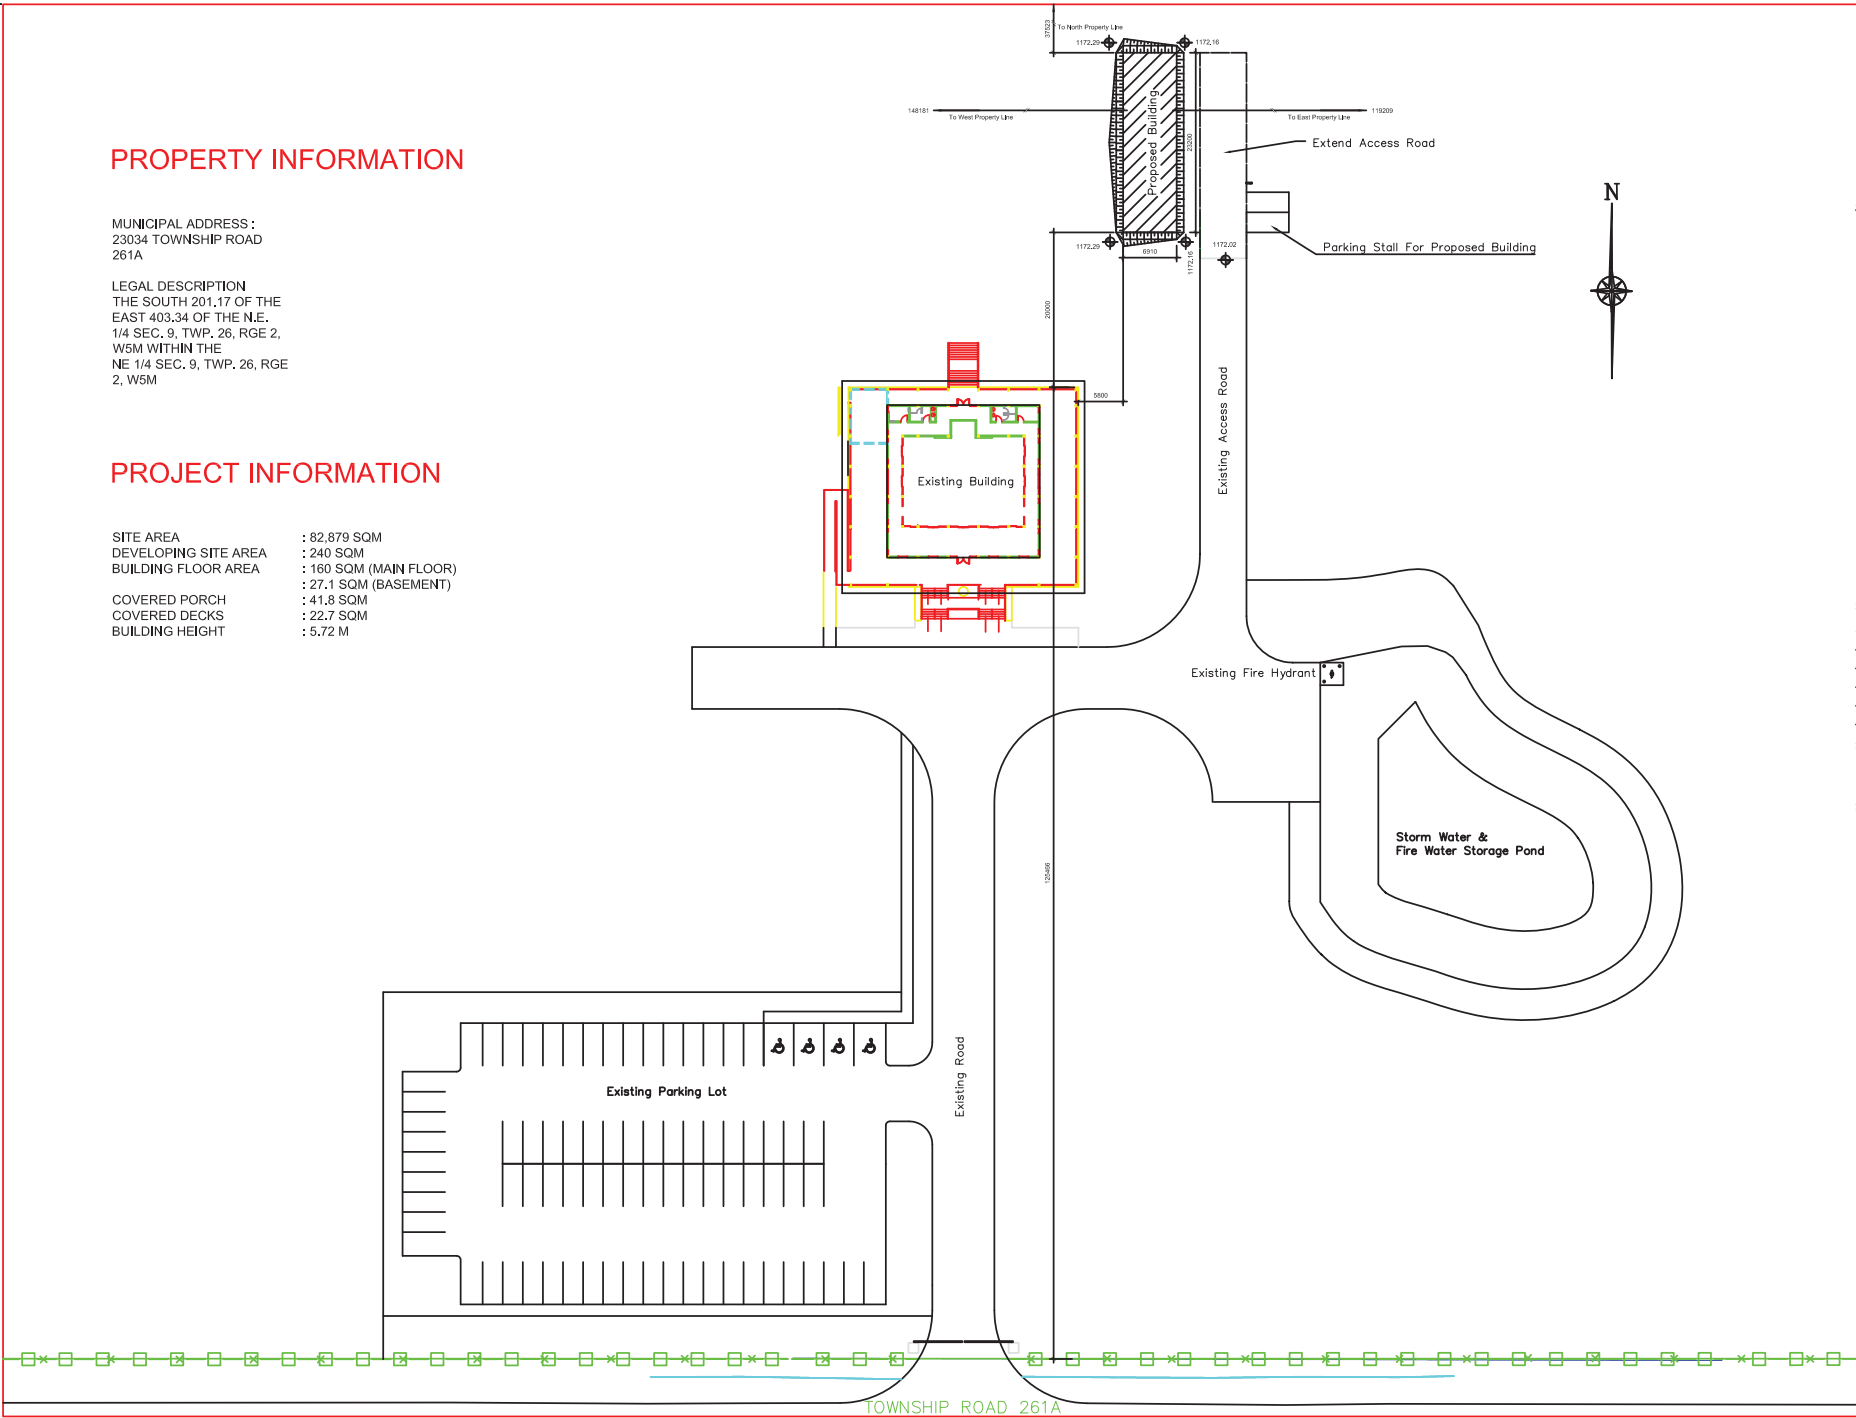 37523
To North Property Line
1172.29
1172.16
148181
To West Property Line
To East Property Line
119209
Proposed Building
23200
Extend Access Road
PROPERTY INFORMATION
MUNICIPAL ADDRESS :
23034 TOWNSHIP ROAD
261A
LEGAL DESCRIPTION
THE SOUTH 201.17 OF THE
EAST 403.34 OF THE N.E.
1/4 SEC. 9, TWP. 26, RGE 2,
W5M WITHIN THE
NE 1/4 SEC. 9, TWP. 26, RGE
2, W5M
N
1172.29
6910
1172.16
1172.02
Parking Stall For Proposed Building
20000
5800
Existing Access Road
Existing Building
PROJECT INFORMATION
SITE AREA : 82,879 SQM
DEVELOPING SITE AREA : 240 SQM
BUILDING FLOOR AREA : 160 SQM (MAIN FLOOR)
: 27.1 SQM (BASEMENT)
COVERED PORCH : 41.8 SQM
COVERED DECKS : 22.7 SQM
BUILDING HEIGHT : 5.72 M
Existing Fire Hydrant
Storm Water &
Fire Water Storage Pond
Existing Road
Existing Parking Lot
TOWNSHIP ROAD 261A